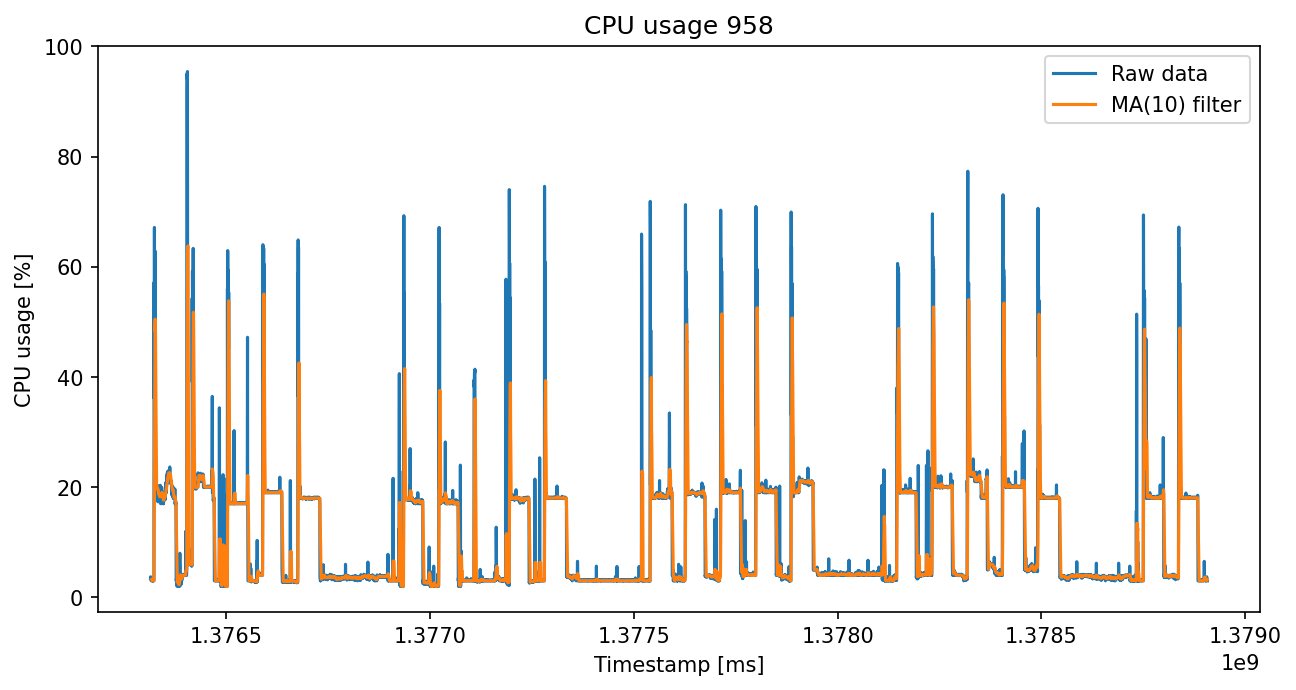 CPU usage 958
100
80
60
40
20
0
CPU usage [%]
Raw data
MA(10) filter
1.3765 1.3770 1.3775 1.3780 1.3785 1.3790
1e9
Timestamp [ms]